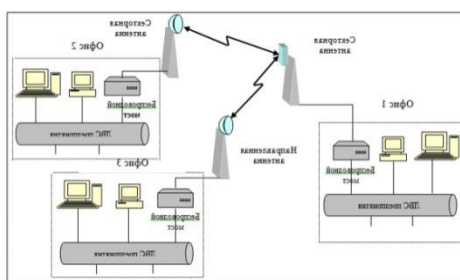 Секторная
антенна
Секторная
антенна
Офис 2
Беспроводной
мост
ЛВС предприятия
Офис 1
Беспроводной
мост
ЛВС предприятия
Направленная
антенна
Офис 3
Беспроводной
мост
ЛВС предприятия